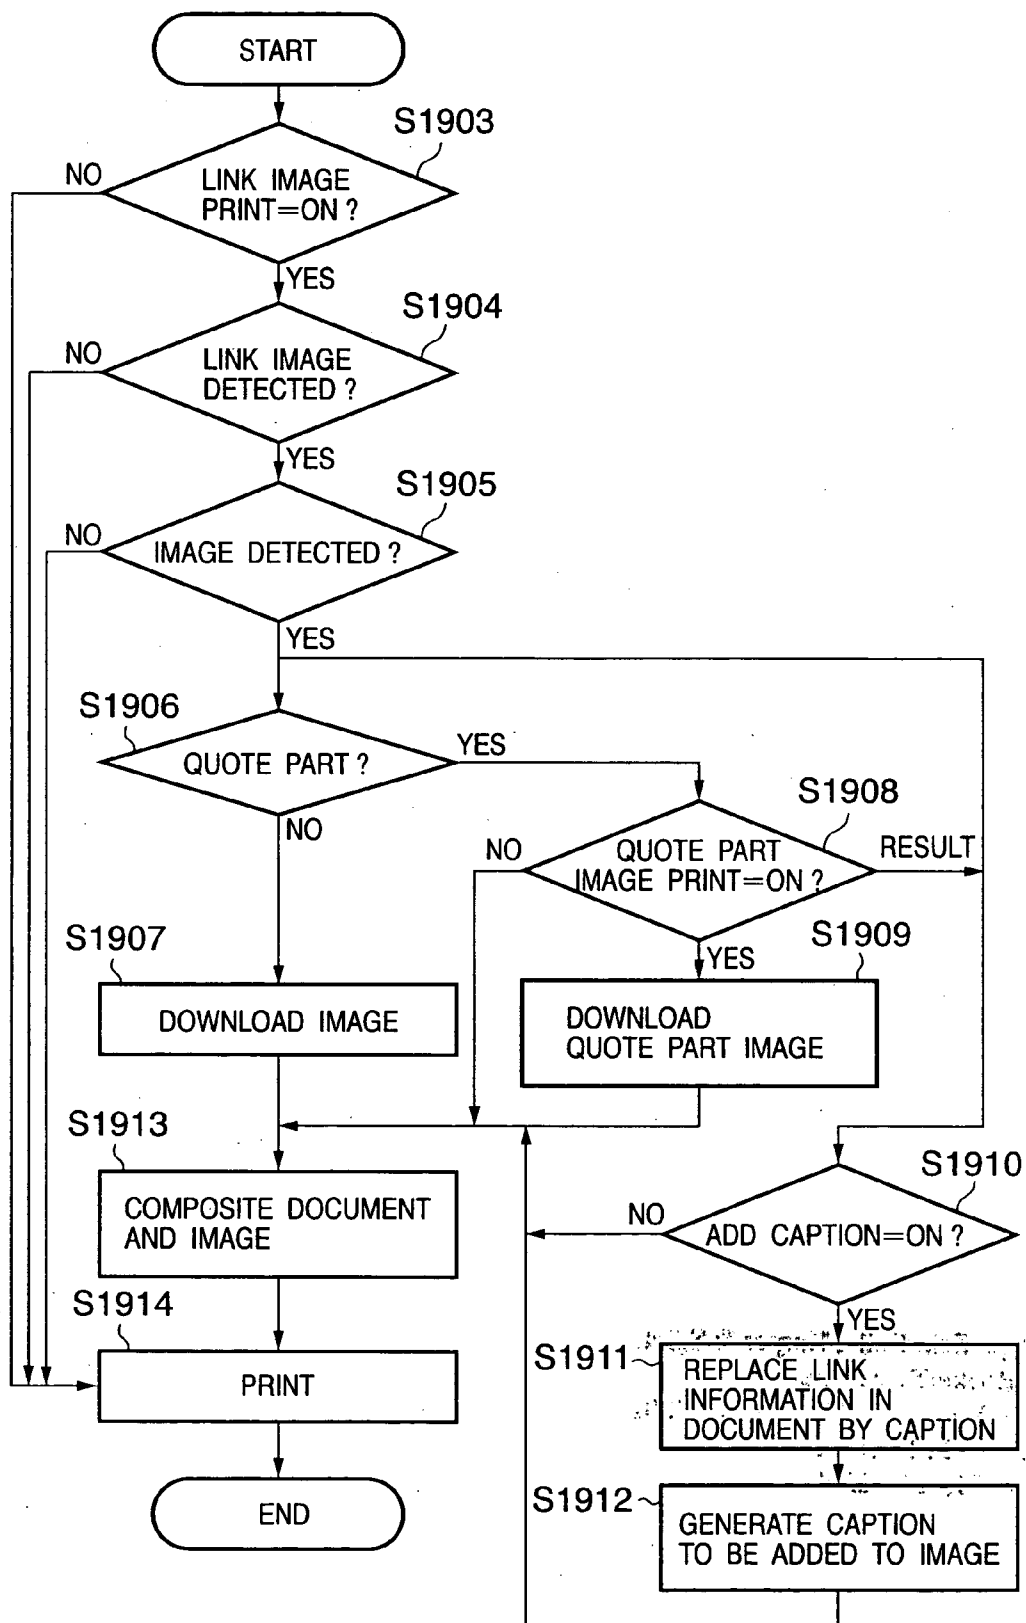 START
S1903
NO
LINK IMAGE
PRINT=ON ?
YES
S1904
NO
LINK IMAGE
DETECTED ?
YES
S1905
NO
IMAGE DETECTED ?
YES
S1906
QUOTE PART ?
YES
NO
S1908
NO
QUOTE PART
IMAGE PRINT=ON ?
RESULT
YES
S1907
DOWNLOAD IMAGE
S1909
DOWNLOAD
QUOTE PART IMAGE
S1913
COMPOSITE DOCUMENT
AND IMAGE
S1910
NO
ADD CAPTION=ON ?
YES
S1914
PRINT
S1911
REPLACE LINK
INFORMATION IN
DOCUMENT BY CAPTION
END
S1912
GENERATE CAPTION
TO BE ADDED TO IMAGE